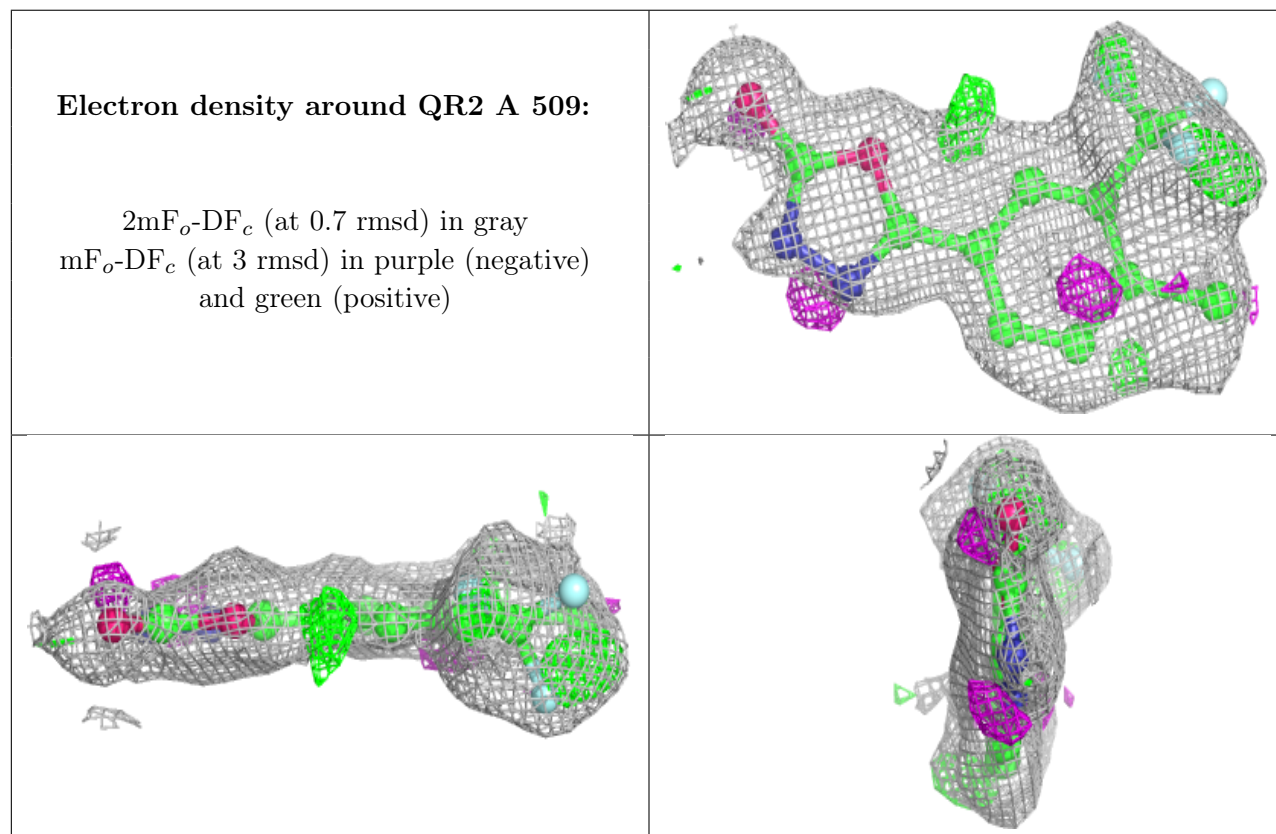 Electron density around QR2 A 509:
2mFo-DFc (at 0.7 rmsd) in gray
mFo-DFc (at 3 rmsd) in purple (negative)
and green (positive)